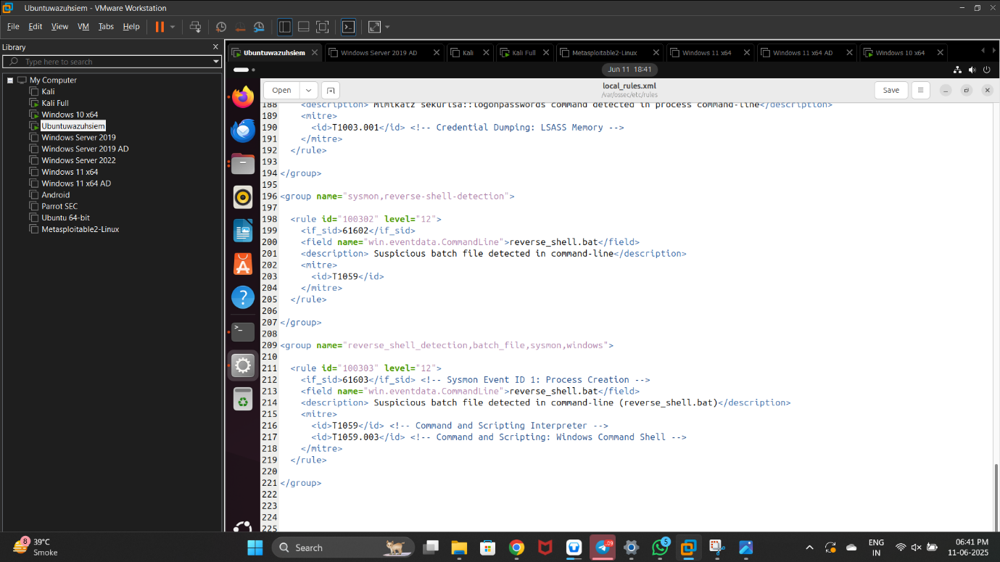 Ubuntuwazuhsiem - VMware Workstation
File Edit View VM Tabs Help
Library
Type here to search
My Computer
Kali
Kali Full
Windows 10 x64
Ubuntuwazuhsiem
Windows Server 2019
Windows Server 2019 AD
Windows Server 2022
Windows 11 x64
Windows 11 x64 AD
Android
Parrot SEC
Ubuntu 64-bit
Metasploitable2-Linux
Ubuntuwazuhsiem Windows Server 2019 AD Kali Kali Full Metasploitable2-Linux Windows 11 x64 Windows 11 x64 AD Windows 10 x64
Jun 11 18:41
Open
local_rules.xml
/var/ossec/etc/rules
Save
188 <description> Mimikatz sekurlsa::logonpasswords command detected in process command-line</description>
189 <mitre>
190 <id>T1003.001</id> <!-- Credential Dumping: LSASS Memory -->
191 </mitre>
192 </rule>
193
194 </group>
195
196 <group name="sysmon,reverse-shell-detection">
197
198 <rule id="100302" level="12">
199 <if_sid>61602</if_sid>
200 <field name="win.eventdata.CommandLine">reverse_shell.bat</field>
201 <description> Suspicious batch file detected in command-line</description>
202 <mitre>
203 <id>T1059</id>
204 </mitre>
205 </rule>
206
207 </group>
208
209 <group name="reverse_shell_detection,batch_file,sysmon,windows">
210
211 <rule id="100303" level="12">
212 <if_sid>61603</if_sid> <!-- Sysmon Event ID 1: Process Creation -->
213 <field name="win.eventdata.CommandLine">reverse_shell.bat</field>
214 <description> Suspicious batch file detected in command-line (reverse_shell.bat)</description>
215 <mitre>
216 <id>T1059</id> <!-- Command and Scripting Interpreter -->
217 <id>T1059.003</id> <!-- Command and Scripting: Windows Command Shell -->
218 </mitre>
219 </rule>
220
221 </group>
222
223
224
225
8
39°C
Smoke
Search
09
5
ENG
IN
06:41 PM
11-06-2025